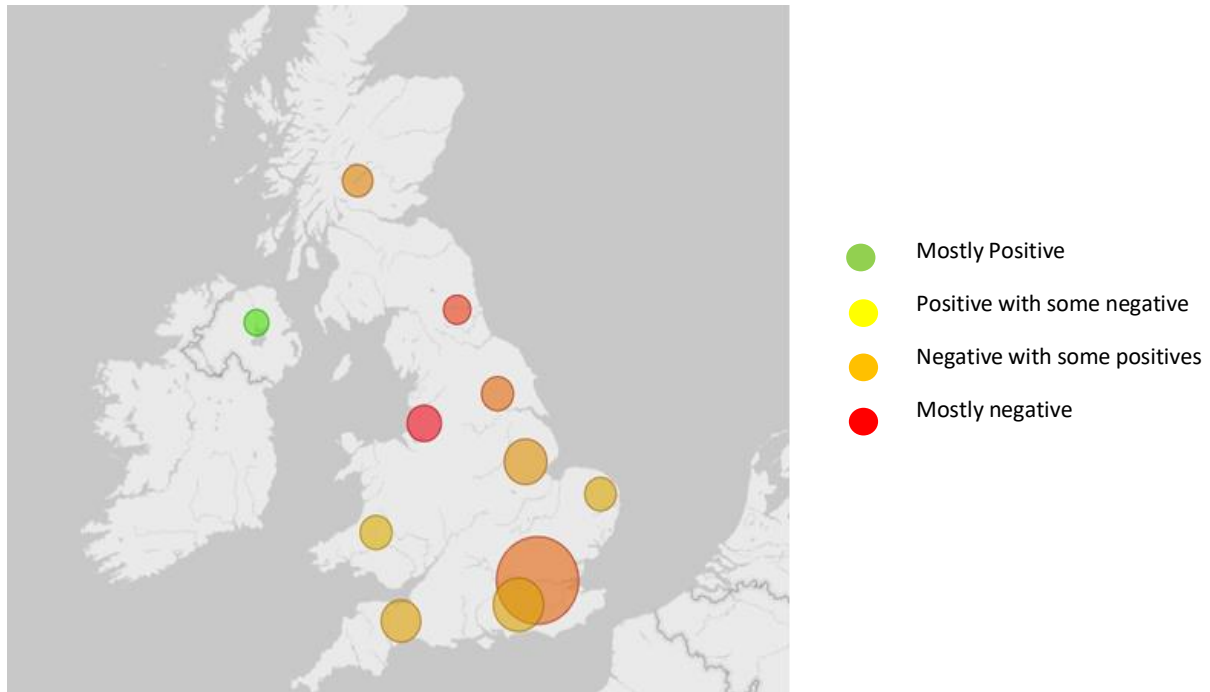 Mostly Positive
Positive with some negative
Negative with some positives
Mostly negative